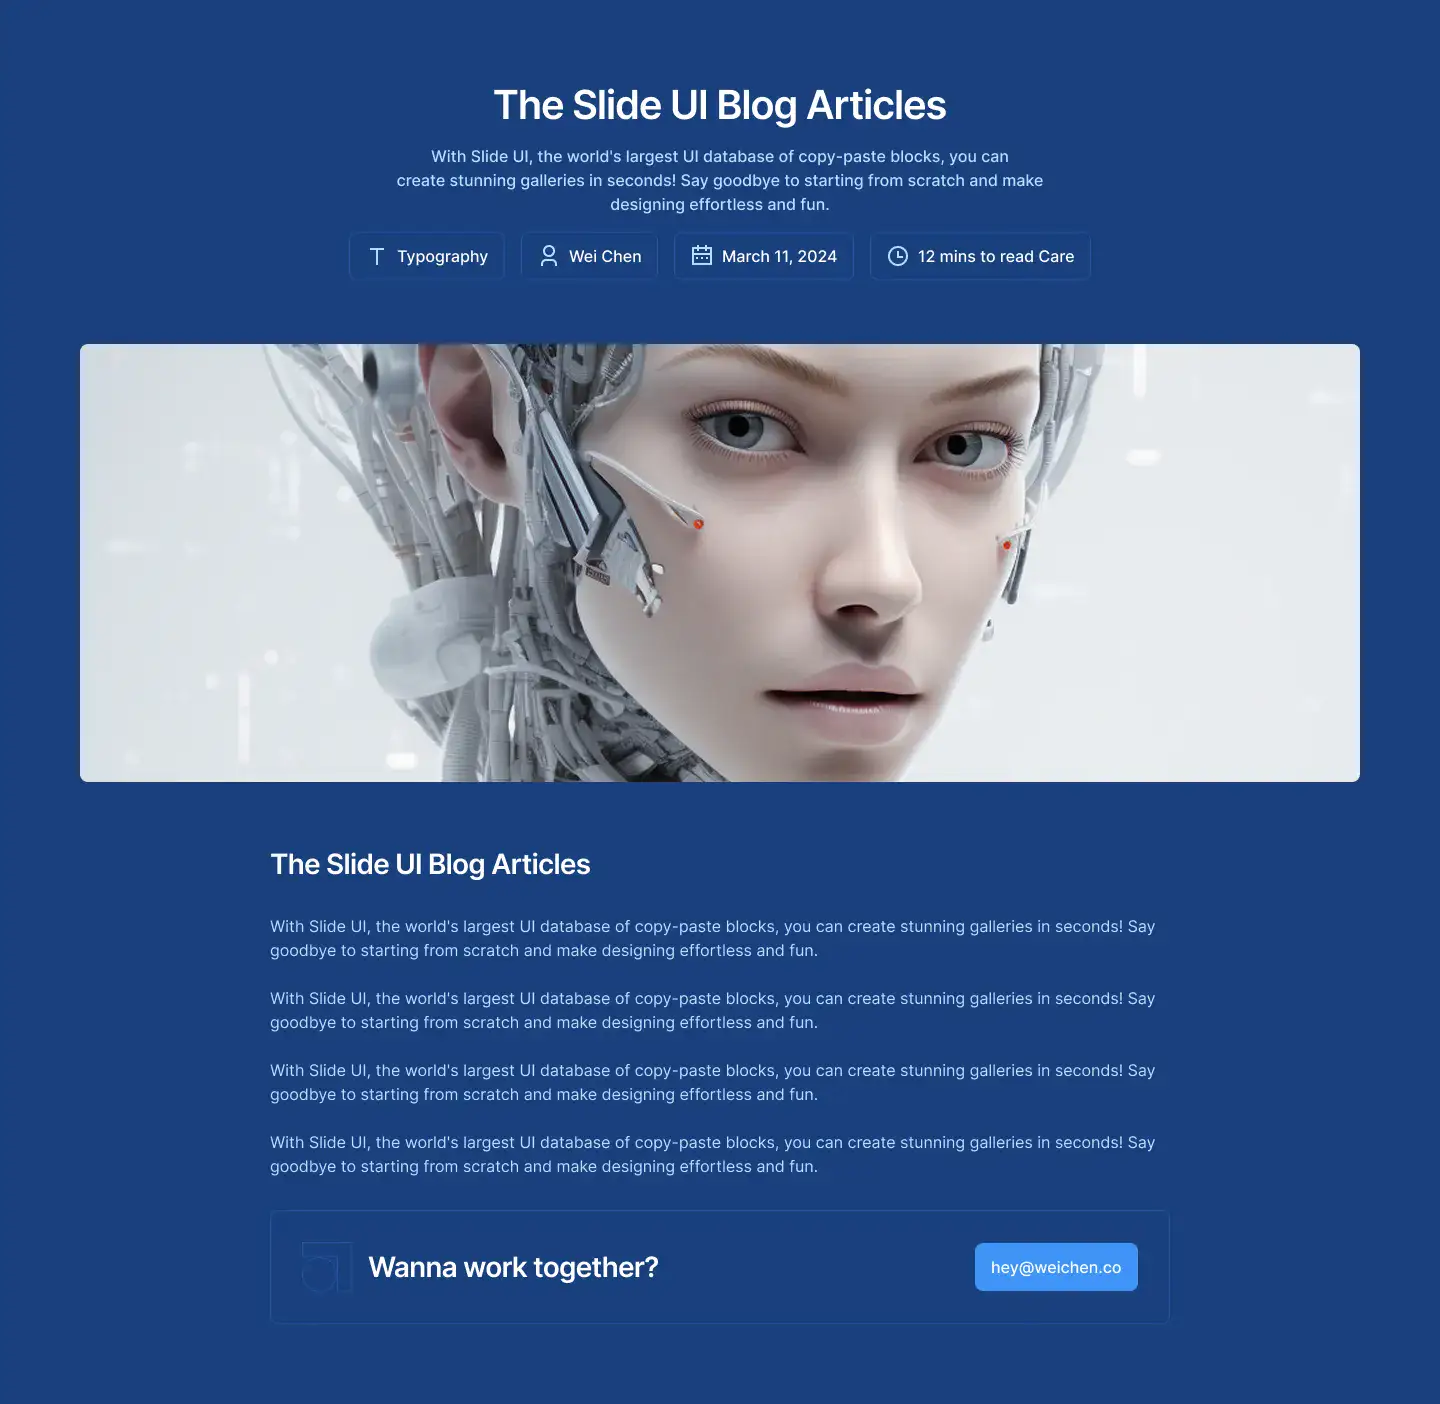 The Slide UI Blog Articles
With Slide UI, the world's largest UI database of copy-paste blocks, you can
create stunning galleries in seconds! Say goodbye to starting from scratch and make
designing effortless and fun.
Typography
Wei Chen
March 11, 2024
12 mins to read Care
The Slide UI Blog Articles
With Slide UI, the world's largest UI database of copy-paste blocks, you can create stunning galleries in seconds! Say
goodbye to starting from scratch and make designing effortless and fun.
With Slide UI, the world's largest UI database of copy-paste blocks, you can create stunning galleries in seconds! Say
goodbye to starting from scratch and make designing effortless and fun.
With Slide UI, the world's largest UI database of copy-paste blocks, you can create stunning galleries in seconds! Say
goodbye to starting from scratch and make designing effortless and fun.
With Slide UI, the world's largest UI database of copy-paste blocks, you can create stunning galleries in seconds! Say
goodbye to starting from scratch and make designing effortless and fun.
Wanna work together?
hey@weichen.co